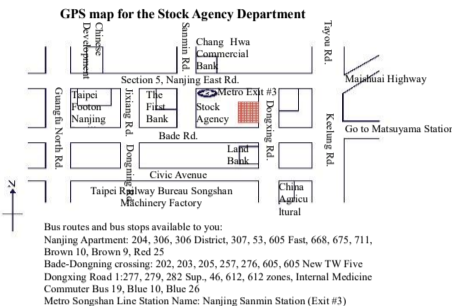 GPS map for the Stock Agency Department
Chinese
Development
Sanmin Rd.
Chang Hwa
Commercial
Bank
Tayou Rd.
Section 5, Nanjing East Rd.
Maishuai Highway
Guangfu North Rd.
Taipei
Footon
Nanjing
Jixiang Rd.
The
First
Bank
Metro Exit #3
Stock
Agency
Dongxing Rd.
Keelung Rd.
Go to Matsuyama Station
Bade Rd.
Dongning Rd.
Land
Bank
Civic Avenue
Taipei Railway Bureau Songshan
Machinery Factory
China
Agricu
ltural
N
Bus routes and bus stops available to you:
Nanjing Apartment: 204, 306, 306 District, 307, 53, 605 Fast, 668, 675, 711,
Brown 10, Brown 9, Red 25
Bade-Dongning crossing: 202, 203, 205, 257, 276, 605, 605 New TW Five
Dongxing Road 1:277, 279, 282 Sup., 46, 612, 612 zones, Internal Medicine
Commuter Bus 19, Blue 10, Blue 26
Metro Songshan Line Station Name: Nanjing Sanmin Station (Exit #3)